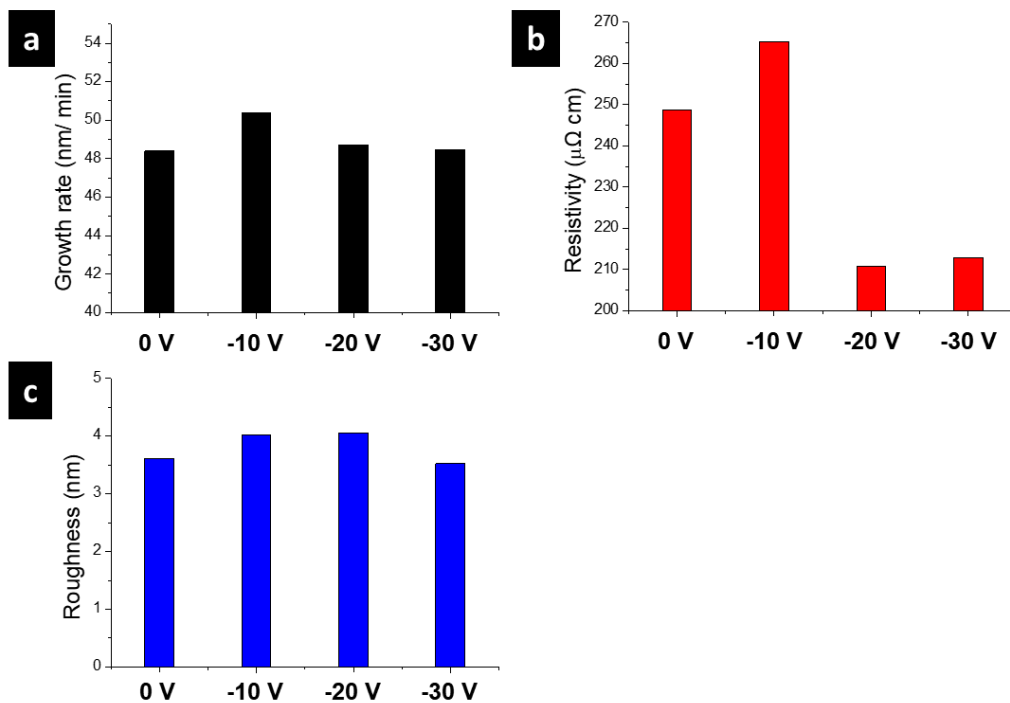 a
Growth rate (nm/ min)
54
52
50
48
46
44
42
40
0 V -10 V -20 V -30 V
b
Resistivity (μΩ cm)
270
260
250
240
230
220
210
200
0 V -10 V -20 V -30 V
c
Roughness (nm)
5
4
3
2
1
0
0 V -10 V -20 V -30 V